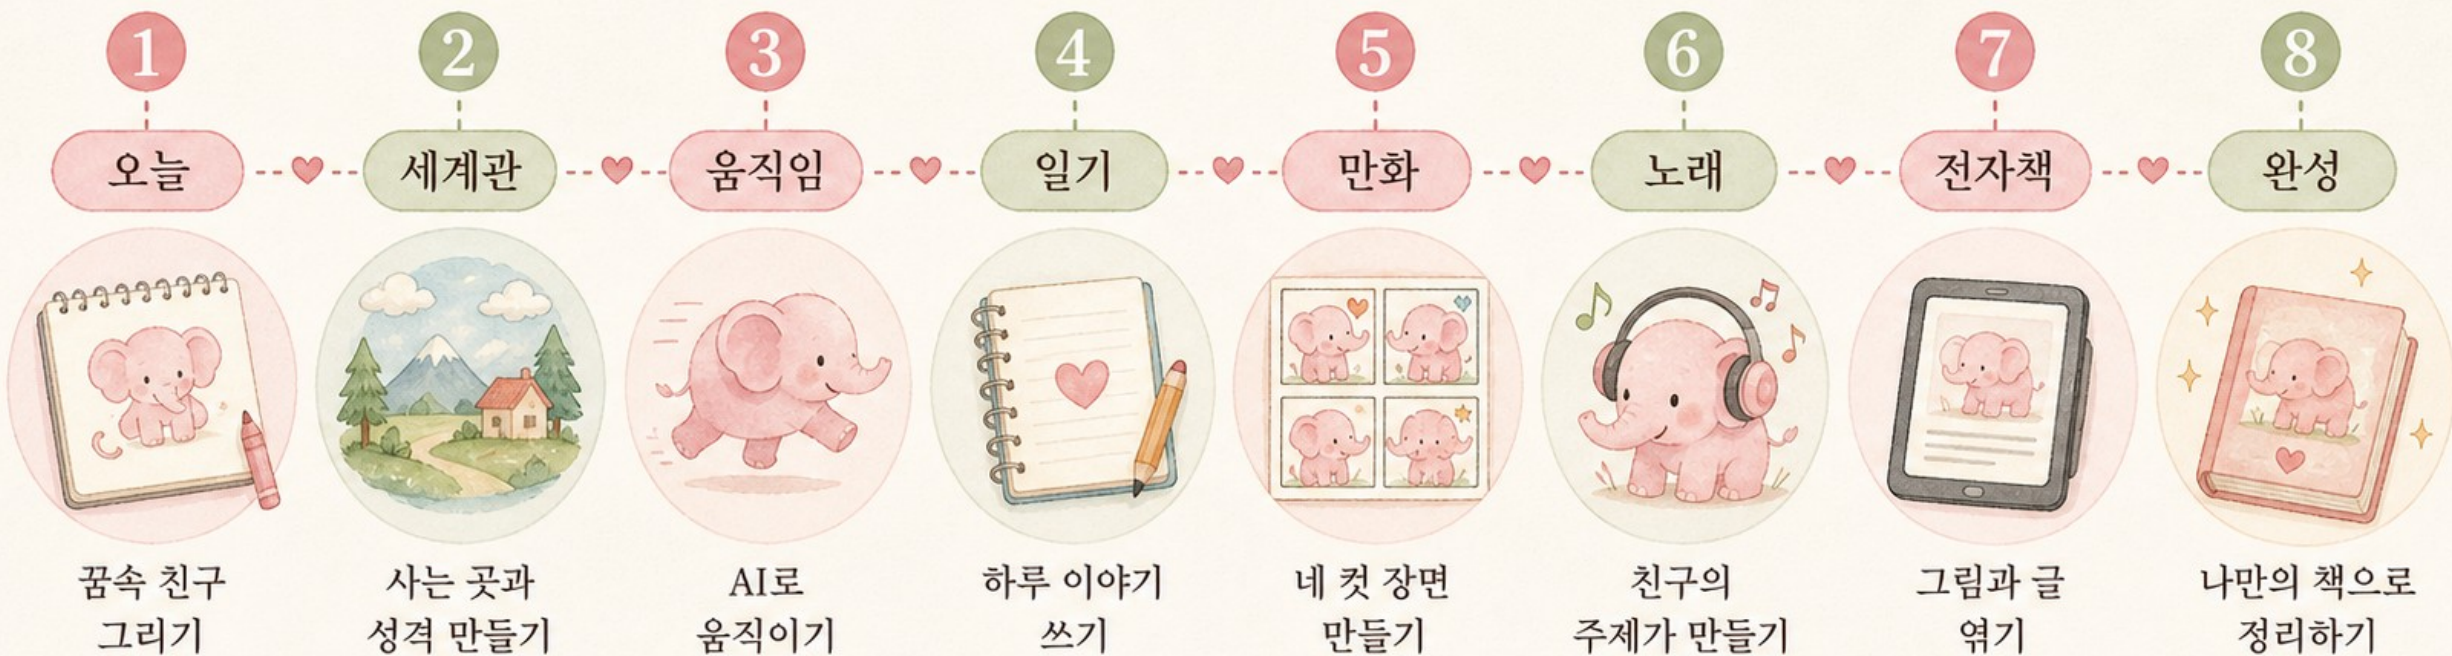 1
오늘
꿈속 친구
그리기
2
세계관
사는 곳과
성격 만들기
3
움직임
AI로
움직이기
4
일기
하루 이야기
쓰기
5
만화
네 컷 장면
만들기
6
노래
친구의
주제가 만들기
7
전자책
그림과 글
엮기
8
완성
나만의 책으로
정리하기